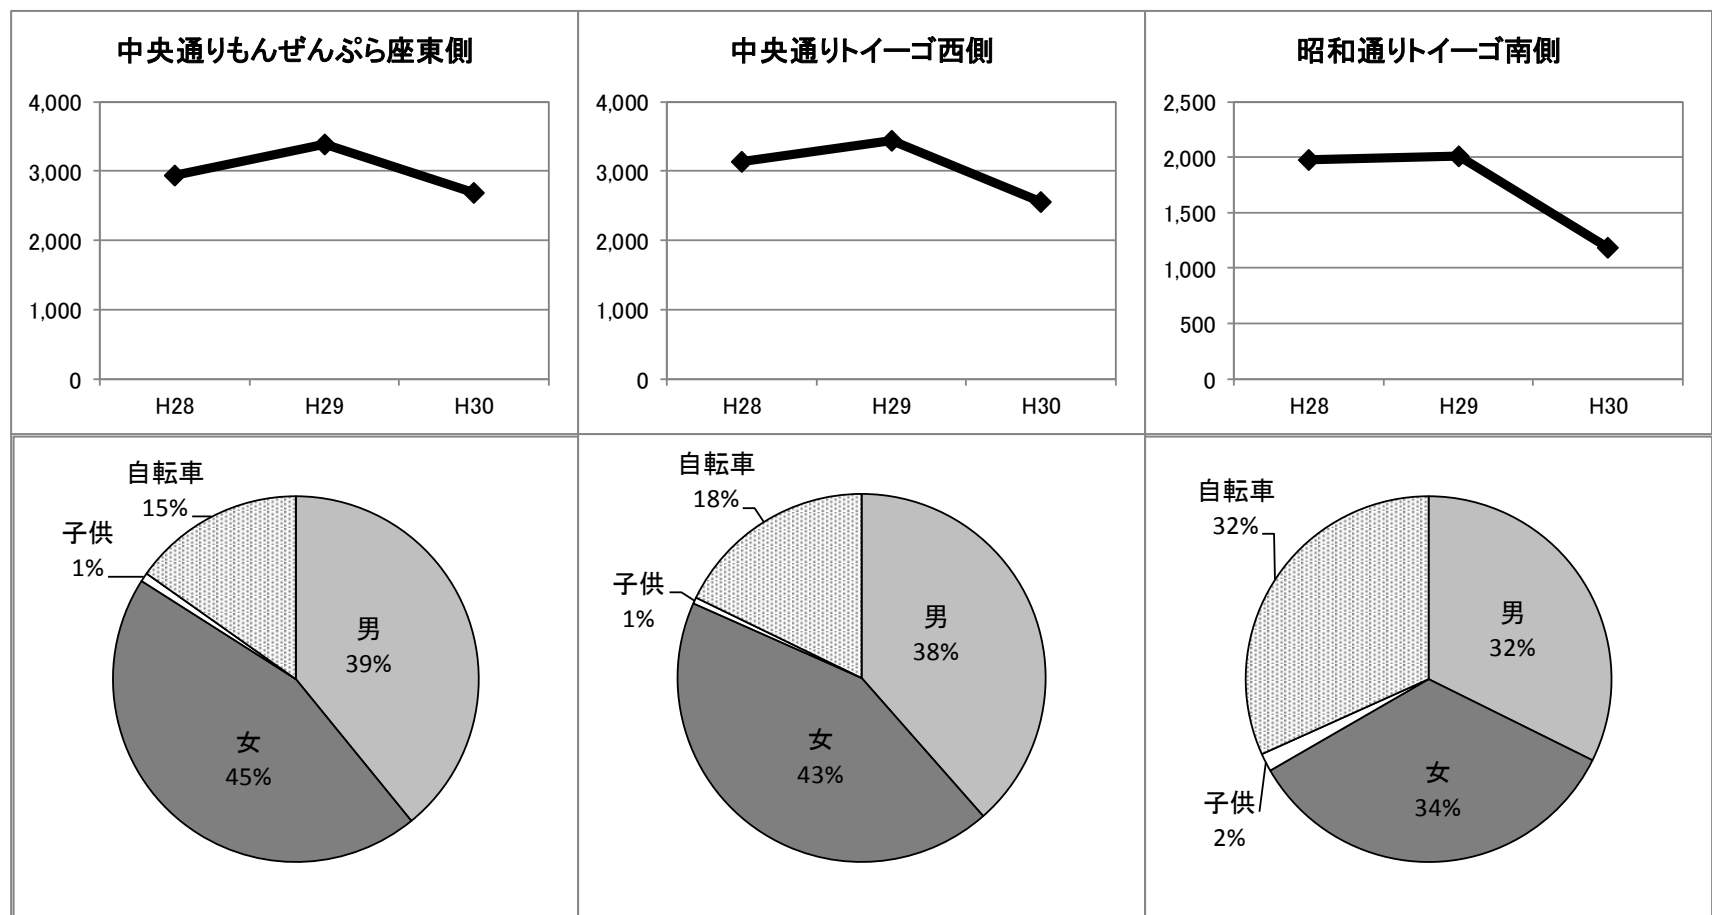 中央通りもんぜんぷら座東側
4,000
3,000
2,000
1,000
0
H28 H29 H30
中央通りトイーゴ西側
4,000
3,000
2,000
1,000
0
H28 H29 H30
昭和通りトイーゴ南側
2,500
2,000
1,500
1,000
500
0
H28 H29 H30
自転車
15%
子供
1%
男
39%
女
45%
自転車
18%
子供
1%
男
38%
女
43%
自転車
32%
男
32%
女
34%
子供
2%